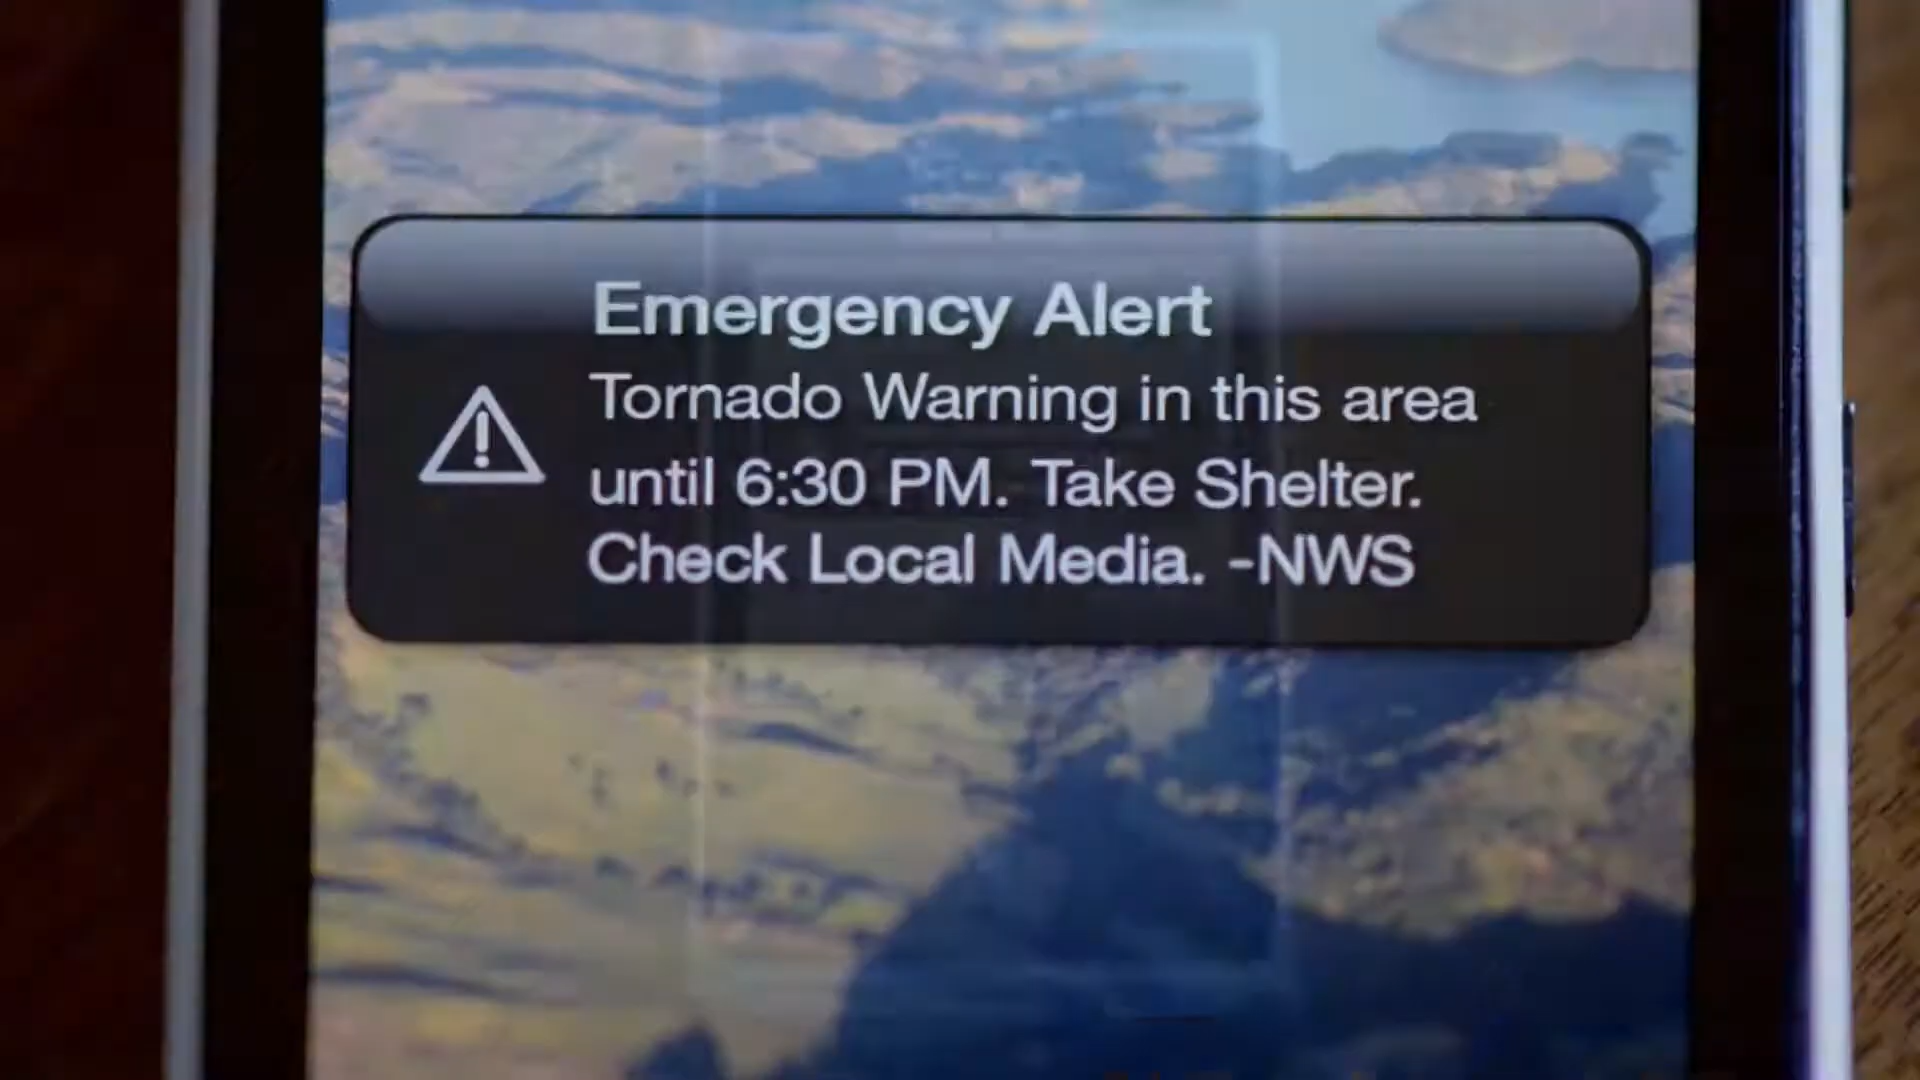 Emergency Alert
Tornado Warning in this area
until 6:30 PM. Take Shelter.
Check Local Media. -NWS